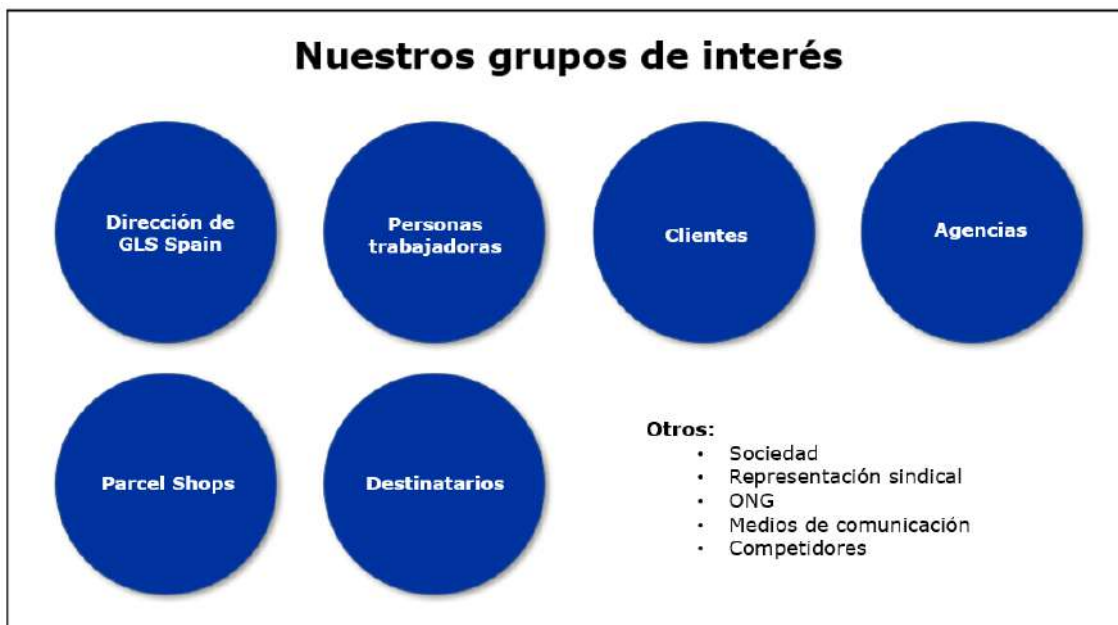 Nuestros grupos de interés
Dirección de
GLS Spain
Personas
trabajadoras
Clientes
Agencias
Parcel Shops
Destinatarios
Otros:
• Sociedad
• Representación sindical
• ONG
• Medios de comunicación
• Competidores